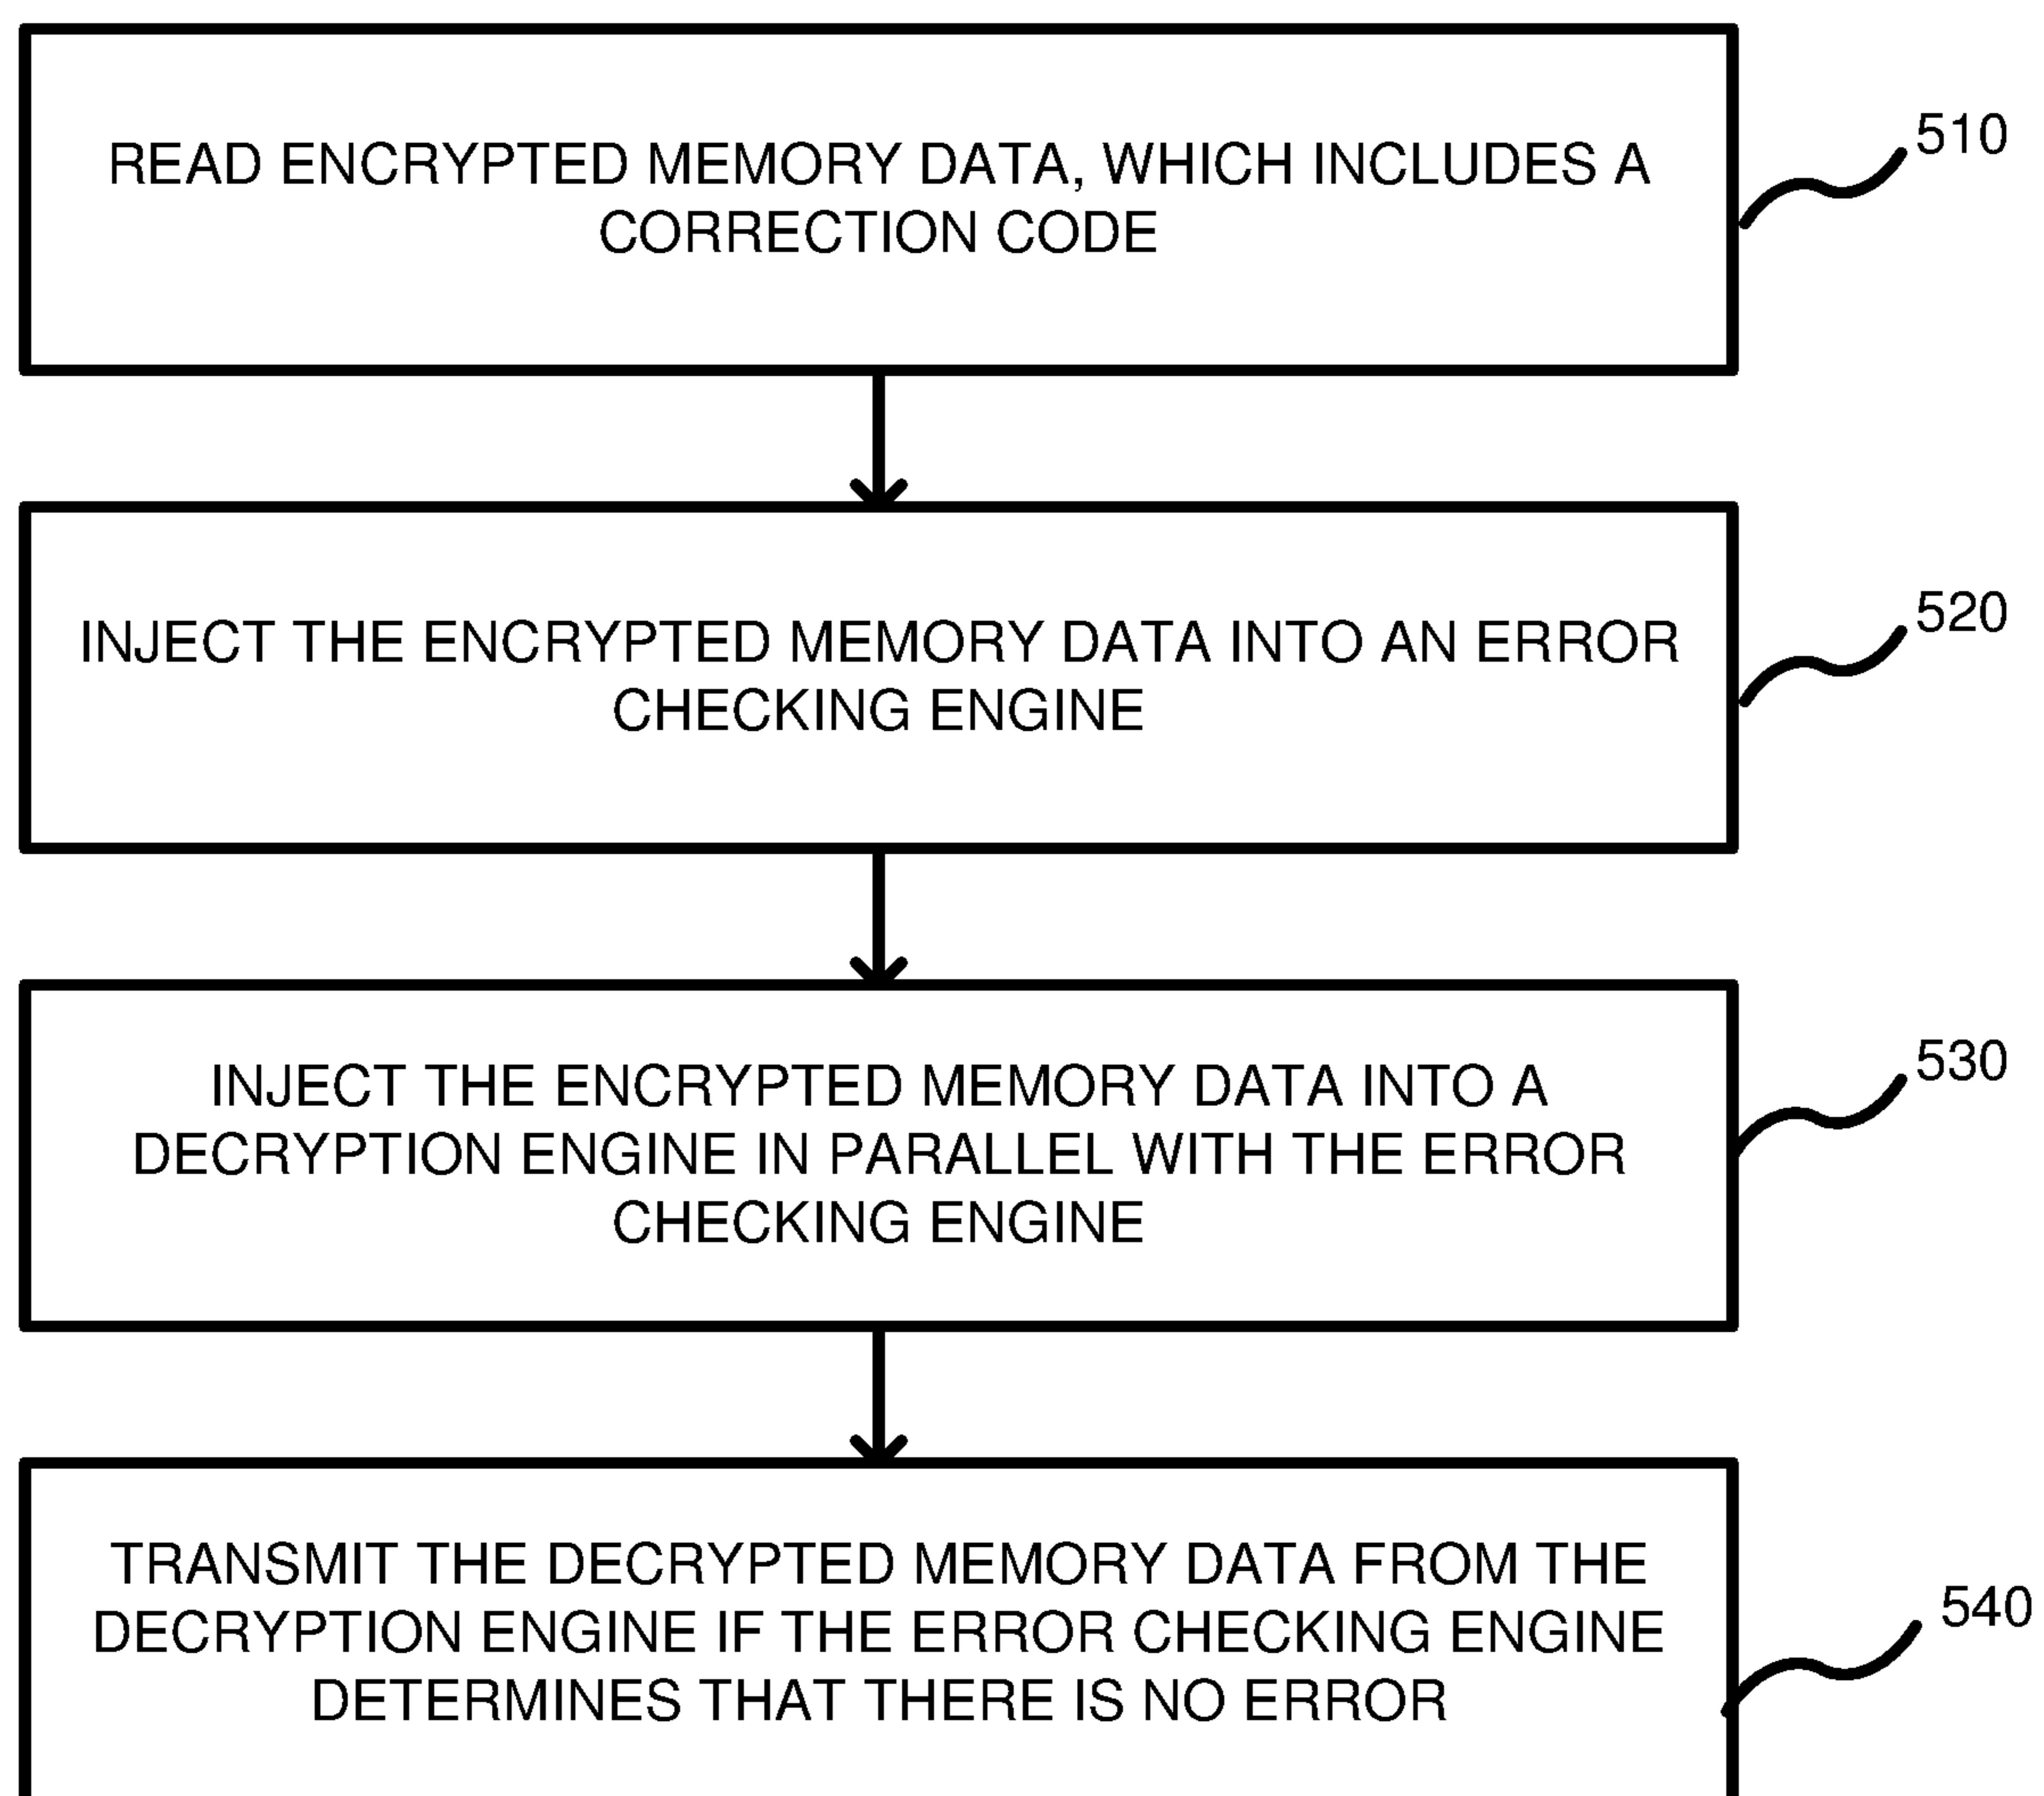 READ ENCRYPTED MEMORY DATA, WHICH INCLUDES A
CORRECTION CODE
510
INJECT THE ENCRYPTED MEMORY DATA INTO AN ERROR
CHECKING ENGINE
520
INJECT THE ENCRYPTED MEMORY DATA INTO A
DECRYPTION ENGINE IN PARALLEL WITH THE ERROR
CHECKING ENGINE
530
TRANSMIT THE DECRYPTED MEMORY DATA FROM THE
DECRYPTION ENGINE IF THE ERROR CHECKING ENGINE
DETERMINES THAT THERE IS NO ERROR
540